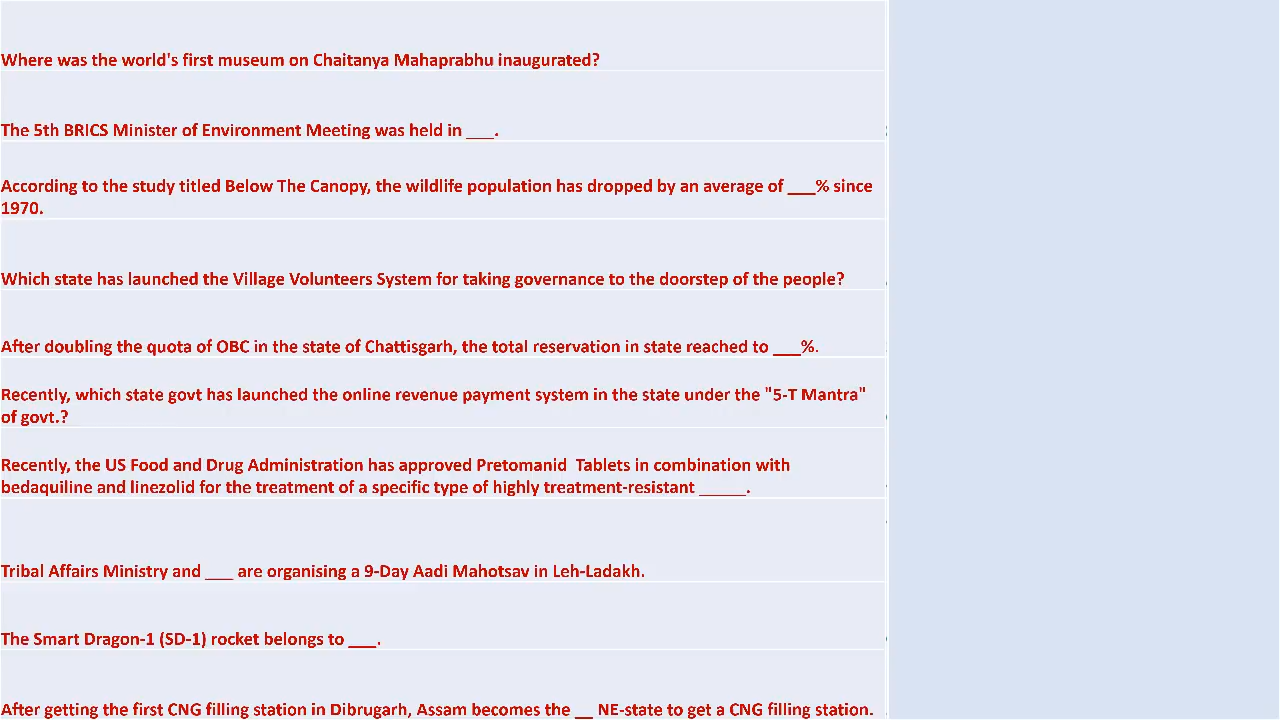 Where was the world's first museum on Chaitanya Mahaprabhu inaugurated?
The 5th BRICS Minister of Environment Meeting was held in ___.
According to the study titled Below The Canopy, the wildlife population has dropped by an average of ___% since
1970.
Which state has launched the Village Volunteers System for taking governance to the doorstep of the people?
After doubling the quota of OBC in the state of Chattisgarh, the total reservation in state reached to ___%.
Recently, which state govt has launched the online revenue payment system in the state under the "5-T Mantra"
of govt.?
Recently, the US Food and Drug Administration has approved Pretomanid  Tablets in combination with
bedaquiline and linezolid for the treatment of a specific type of highly treatment-resistant _____.
Tribal Affairs Ministry and ___ are organising a 9-Day Aadi Mahotsav in Leh-Ladakh.
The Smart Dragon-1 (SD-1) rocket belongs to ___.
After getting the first CNG filling station in Dibrugarh, Assam becomes the __ NE-state to get a CNG filling station.